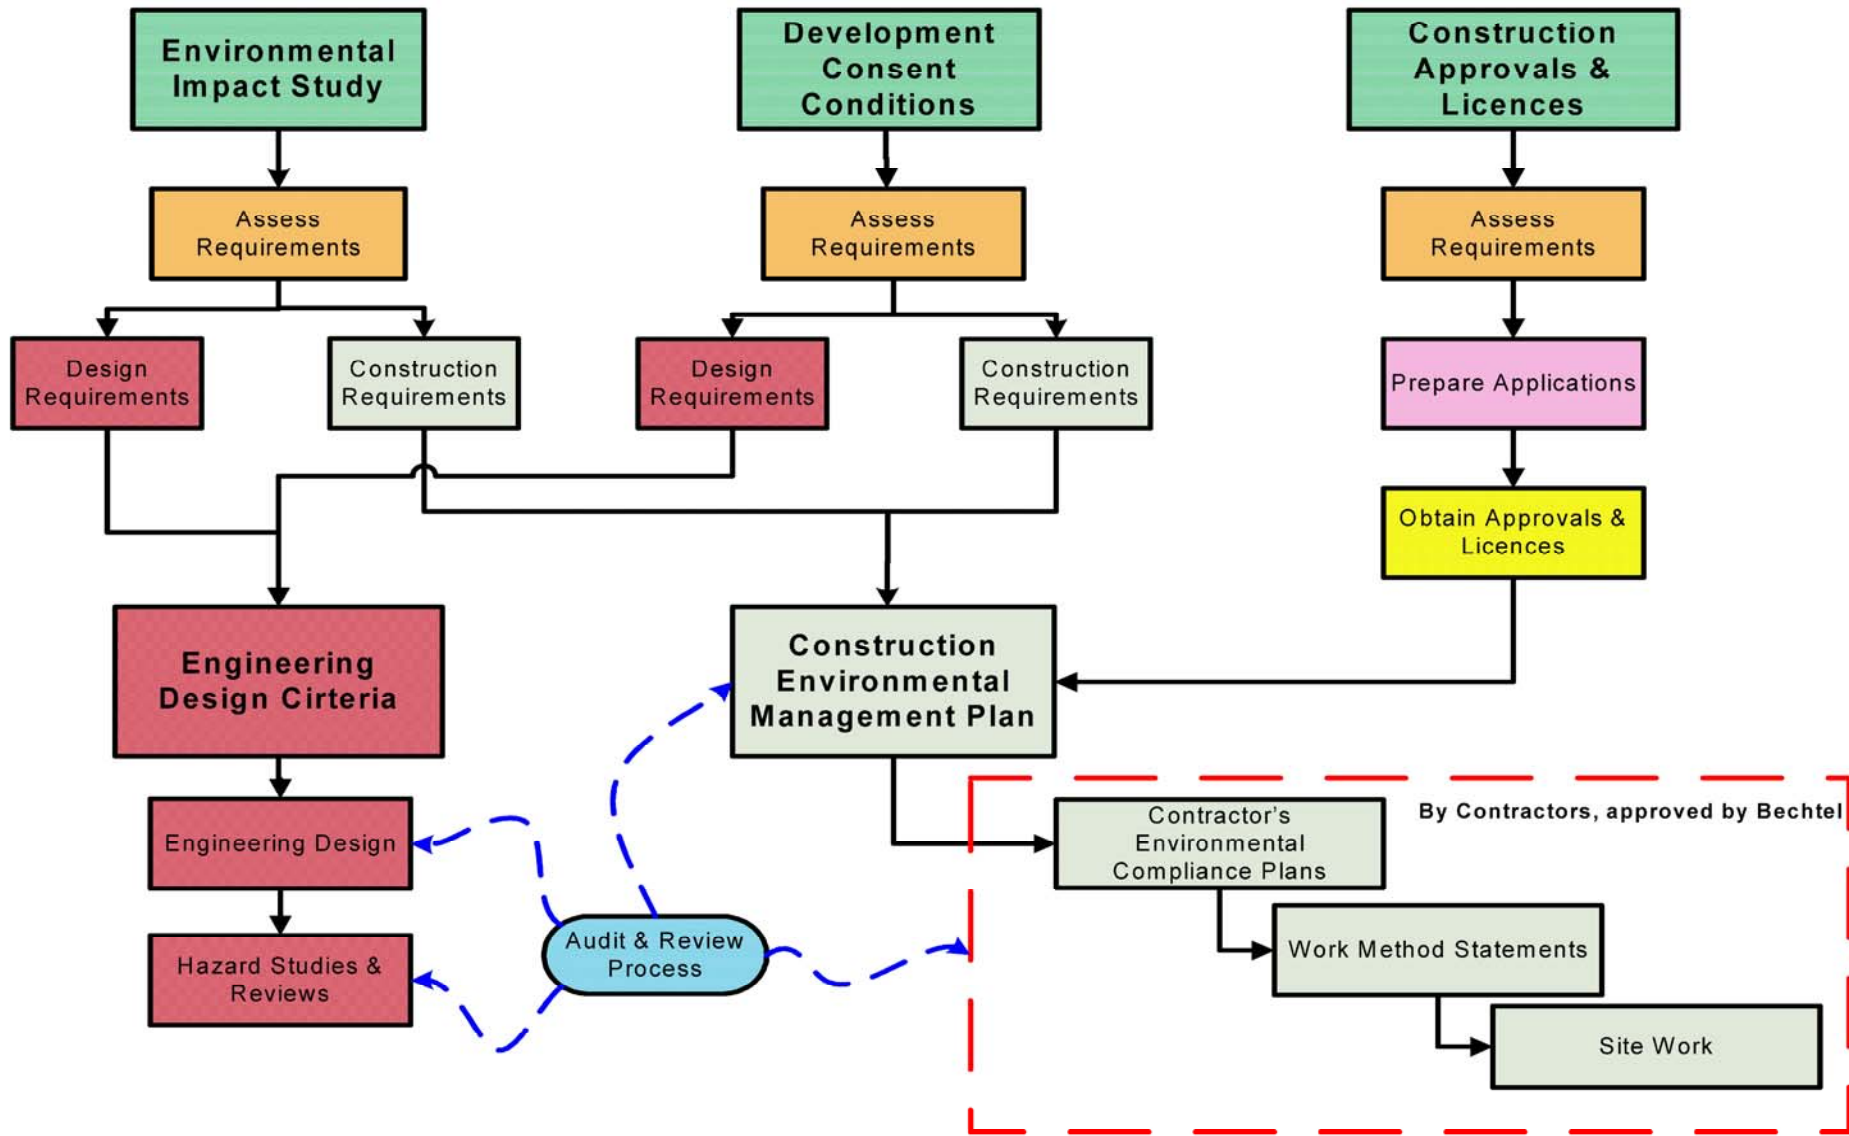 Environmental
Impact Study
Development
Consent
Conditions
Construction
Approvals &
Licences
Assess
Requirements
Assess
Requirements
Assess
Requirements
Design
Requirements
Construction
Requirements
Design
Requirements
Construction
Requirements
Prepare Applications
Obtain Approvals &
Licences
Engineering
Design Cirteria
Construction
Environmental
Management Plan
By Contractors, approved by Bechtel
Contractor's
Environmental
Compliance Plans
Engineering Design
Audit & Review
Process
Work Method Statements
Hazard Studies &
Reviews
Site Work